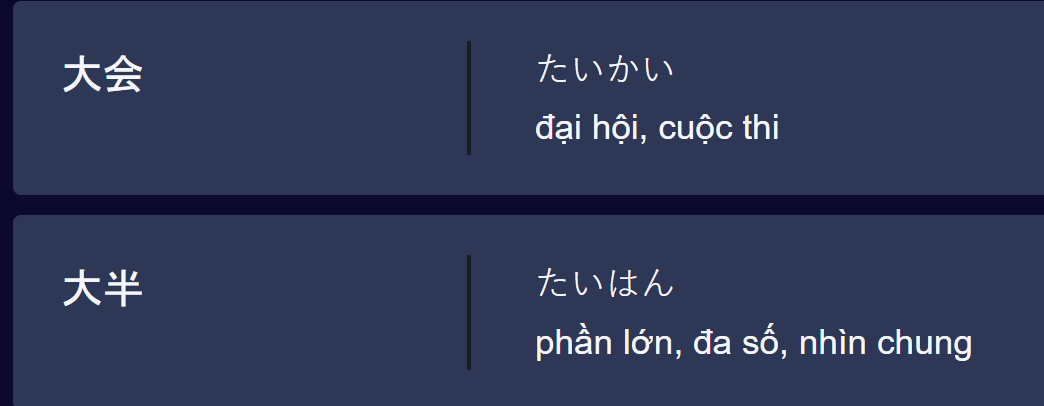 大会
たいかい
đại hội, cuộc thi
大半
たいはん
phần lớn, đa số, nhìn chung